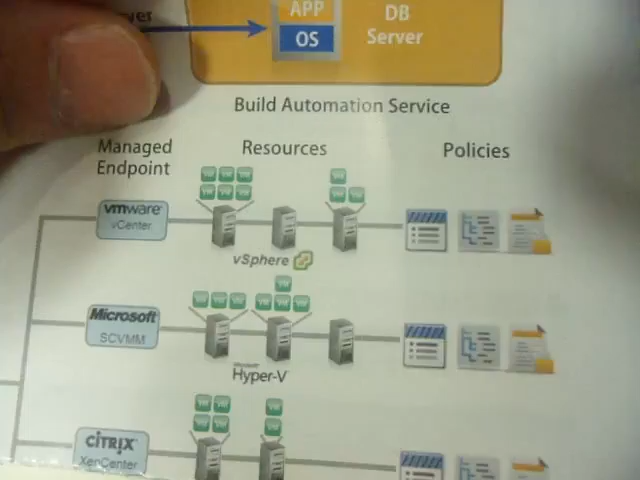 APP
OS
DB
Server
Build Automation Service
Managed
Endpoint
Resources
Policies
vmware
vCenter
vSphere
Microsoft
SCVMM
Microsoft
Hyper-V
CITRIX
XenCenter